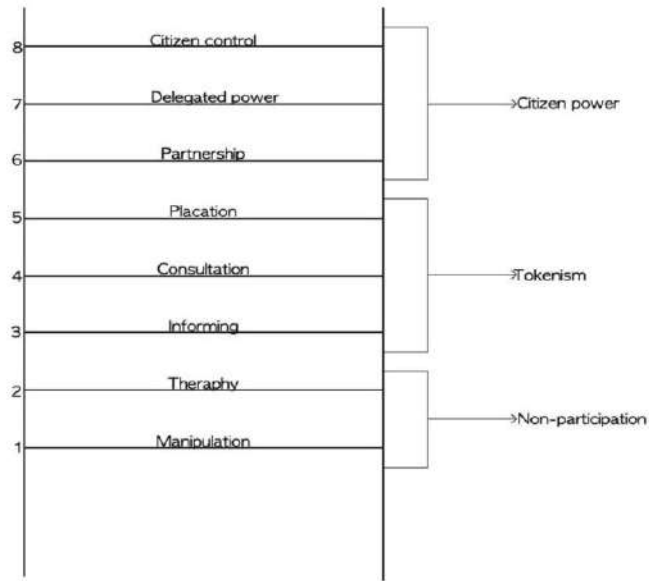 8 Citizen control
7 Delegated power
Citizen power
6 Partnership
5 Placation
4 Consultation
Tokenism
3 Informing
2 Theraphy
Non-participation
1 Manipulation